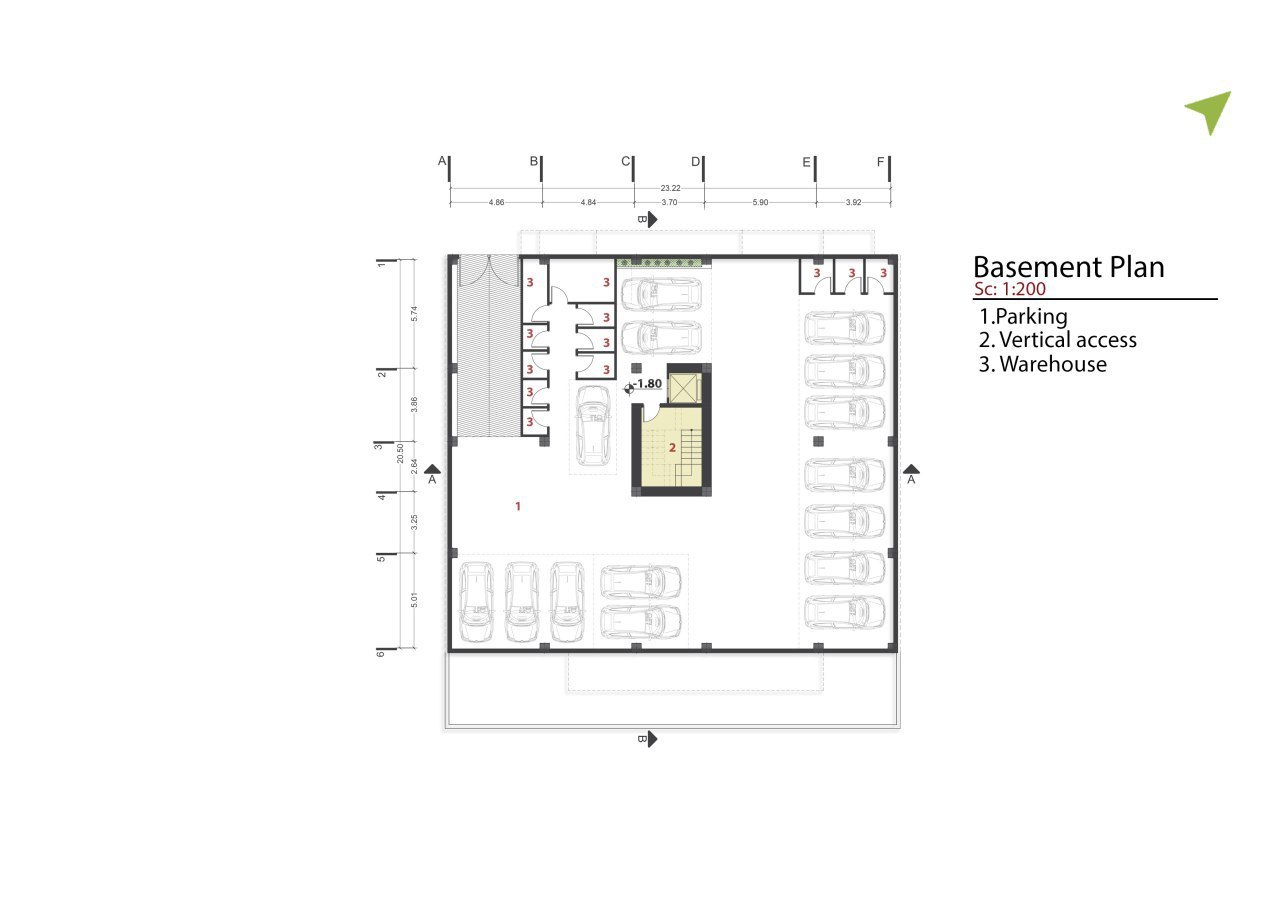 A B C D E F
23.22
4.86 4.84 3.70 5.90 3.92
B
Basement Plan
Sc: 1:200
1.Parking
2. Vertical access
3. Warehouse
1
2
3
4
5
6
5.74
3.86
2.64
3.25
5.01
20.50
3 3 3 3 3
3
3 3
3 3
3
3
3
-1.80
2
A A
1
B